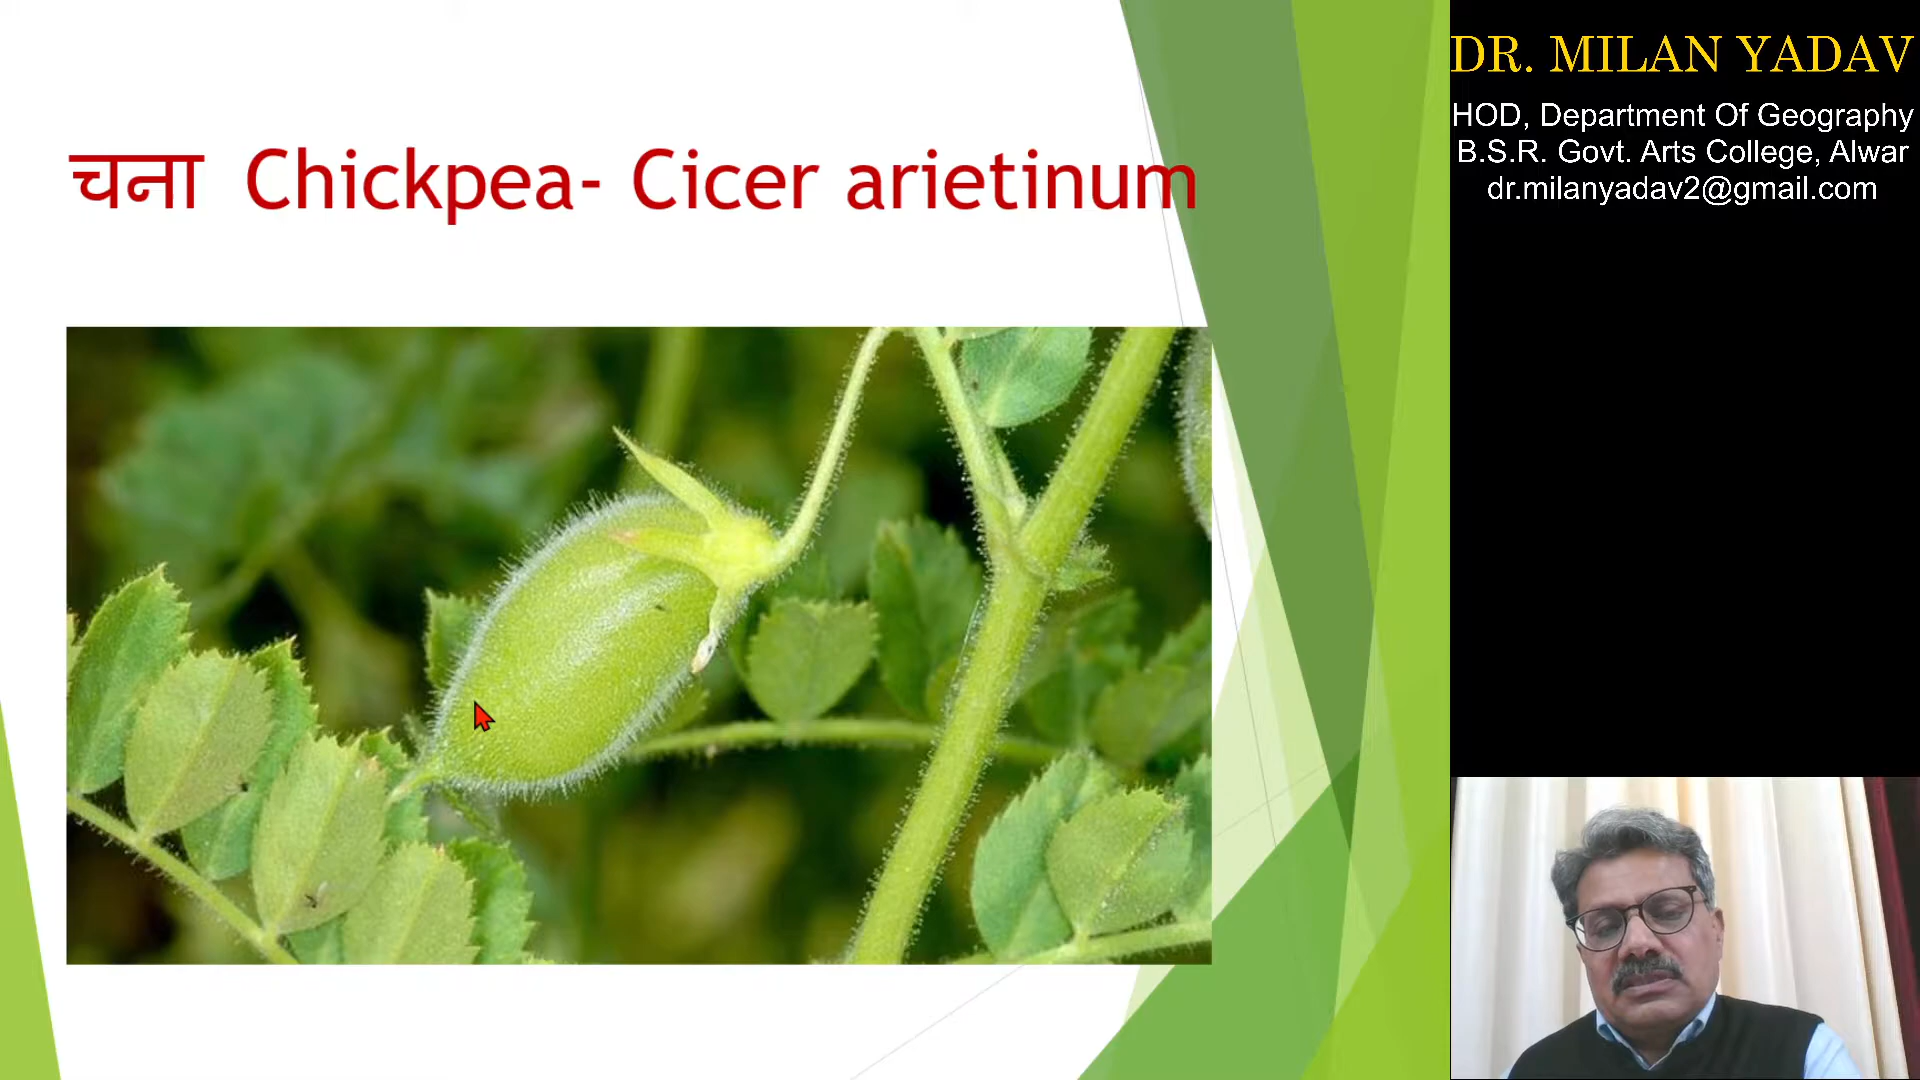 चना Chickpea- Cicer arietinum
DR. MILAN YADAV
HOD, Department Of Geography
B.S.R. Govt. Arts College, Alwar
dr.milanyadav2@gmail.com